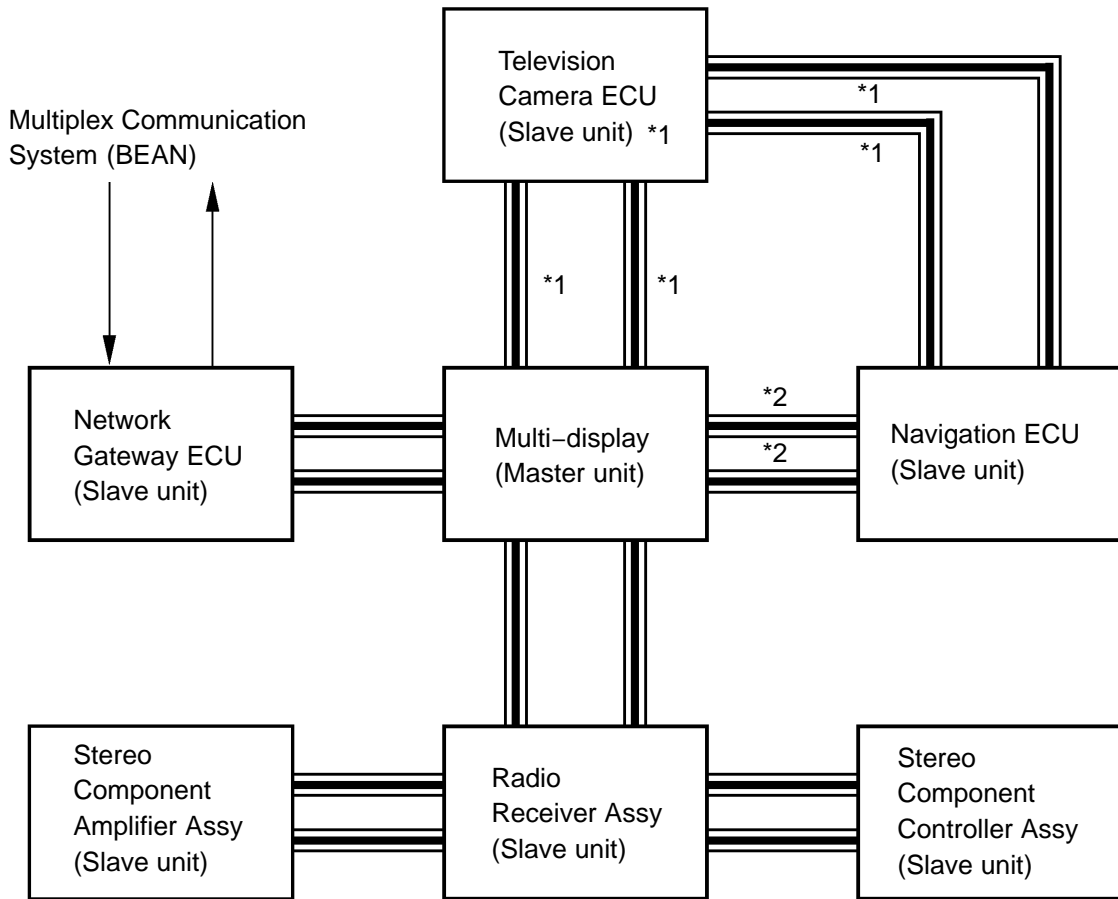 Television
Camera ECU
(Slave unit) *1
*1
*1
Multiplex Communication
System (BEAN)
*1
*1
Network
Gateway ECU
(Slave unit)
Multi−display
(Master unit)
*2
*2
Navigation ECU
(Slave unit)
Stereo
Component
Amplifier Assy
(Slave unit)
Radio
Receiver Assy
(Slave unit)
Stereo
Component
Controller Assy
(Slave unit)